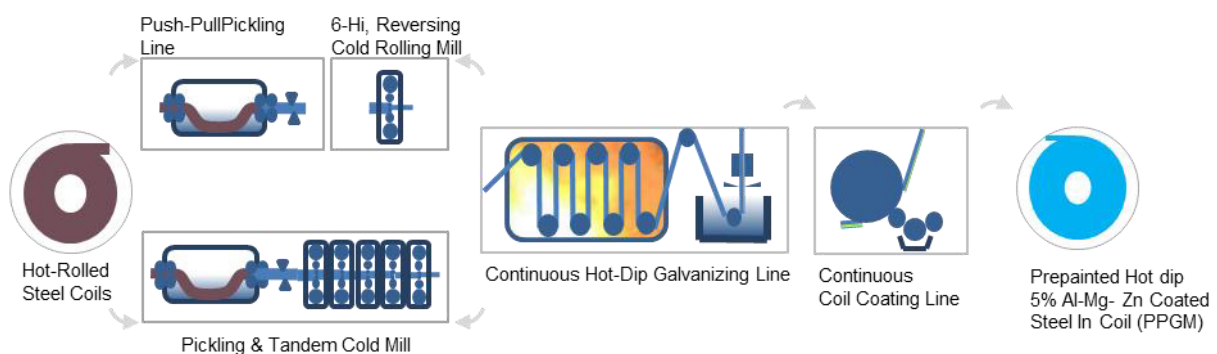 Push-PullPickling
Line
6-Hi, Reversing
Cold Rolling Mill
Hot-Rolled
Steel Coils
Pickling & Tandem Cold Mill
Continuous Hot-Dip Galvanizing Line
Continuous
Coil Coating Line
Prepainted Hot dip
5% Al-Mg- Zn Coated
Steel In Coil (PPGM)